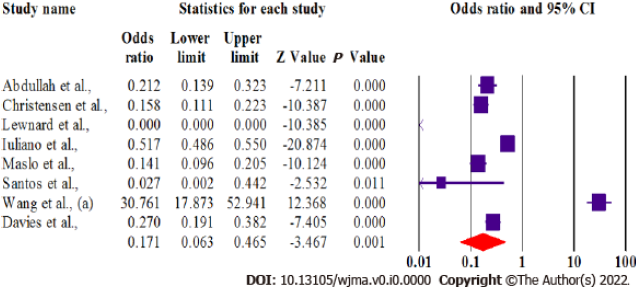 Study name Statistics for each study Odds ratio and 95% CI
Odds ratio Lower limit Upper limit Z Value P Value
Abdullah et al., 0.212 0.139 0.323 -7.211 0.000
Christensen et al., 0.158 0.111 0.223 -10.387 0.000
Lewnard et al., 0.000 0.000 0.000 -10.385 0.000
Iuliano et al., 0.517 0.486 0.550 -20.874 0.000
Maslo et al., 0.141 0.096 0.205 -10.124 0.000
Santos et al., 0.027 0.002 0.442 -2.532 0.011
Wang et al., (a) 30.761 17.873 52.941 12.368 0.000
Davies et al., 0.270 0.191 0.382 -7.405 0.000
0.171 0.063 0.465 -3.467 0.001
0.01 0.1 1 10 100
DOI: 10.13105/wjma.v0.i0.0000 Copyright ©The Author(s) 2022.